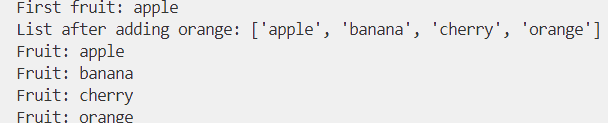 First fruit: apple
List after adding orange: ['apple', 'banana', 'cherry', 'orange']
Fruit: apple
Fruit: banana
Fruit: cherry
Fruit: orange